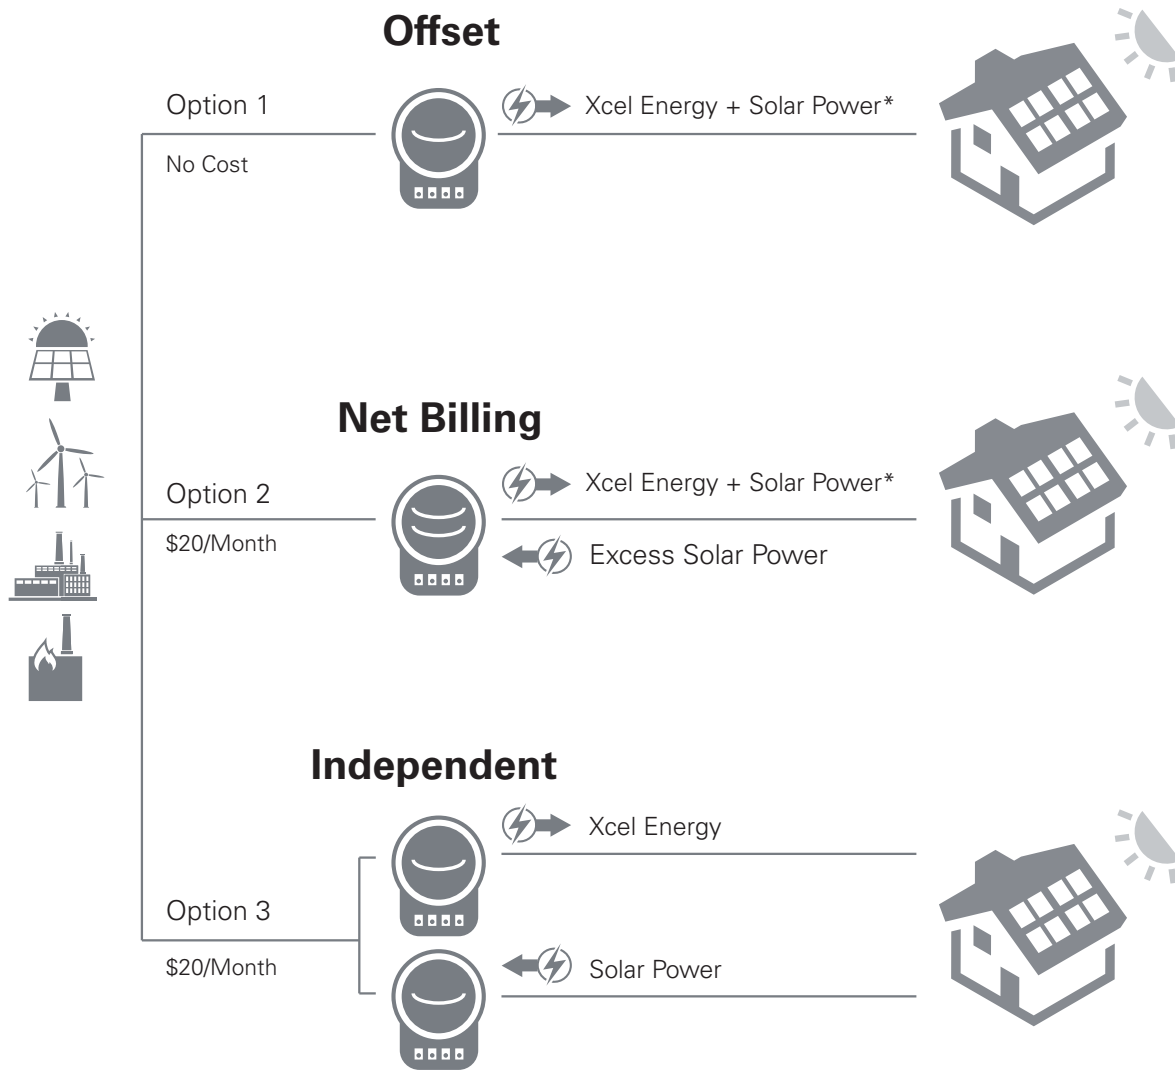 Offset
Option 1
Xcel Energy + Solar Power*
No Cost
Net Billing
Option 2
Xcel Energy + Solar Power*
$20/Month
Excess Solar Power
Independent
Xcel Energy
Option 3
$20/Month
Solar Power